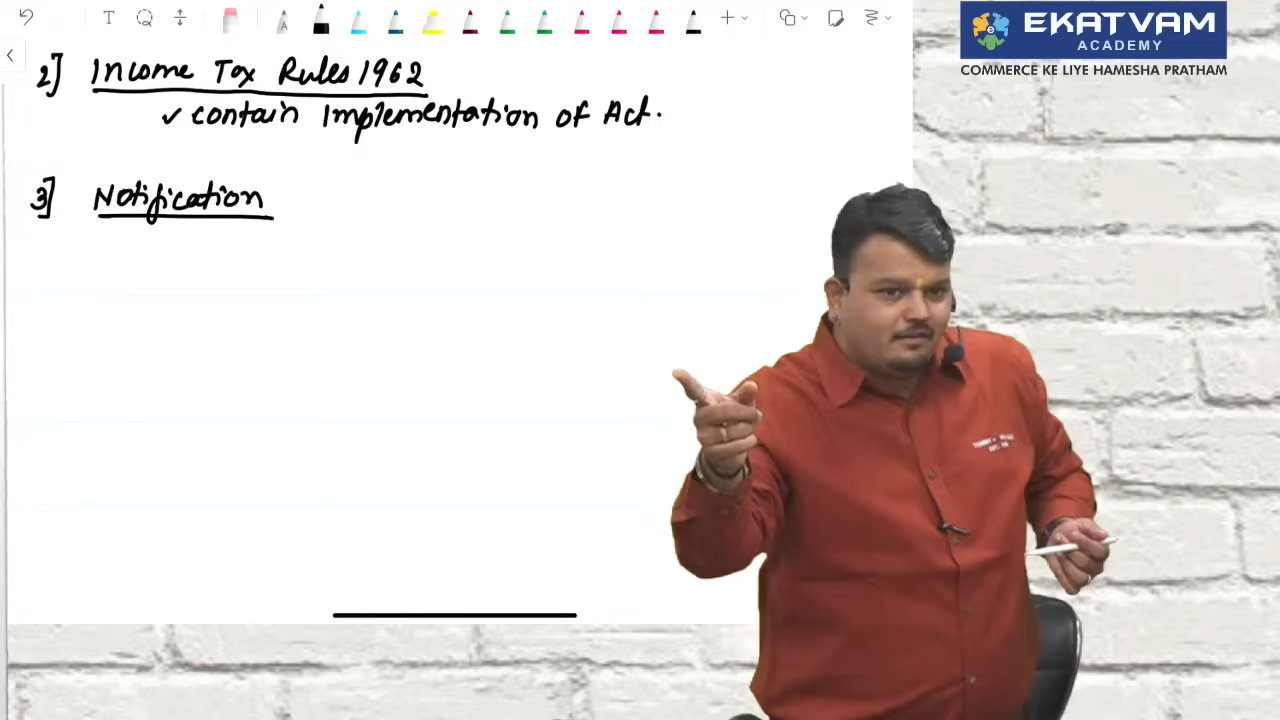 EKATVAM
ACADEMY
COMMERCE KE LIYE HAMESHA PRATHAM
2] Income Tax Rules 1962
✓ contain Implementation of Act.
3] Notification